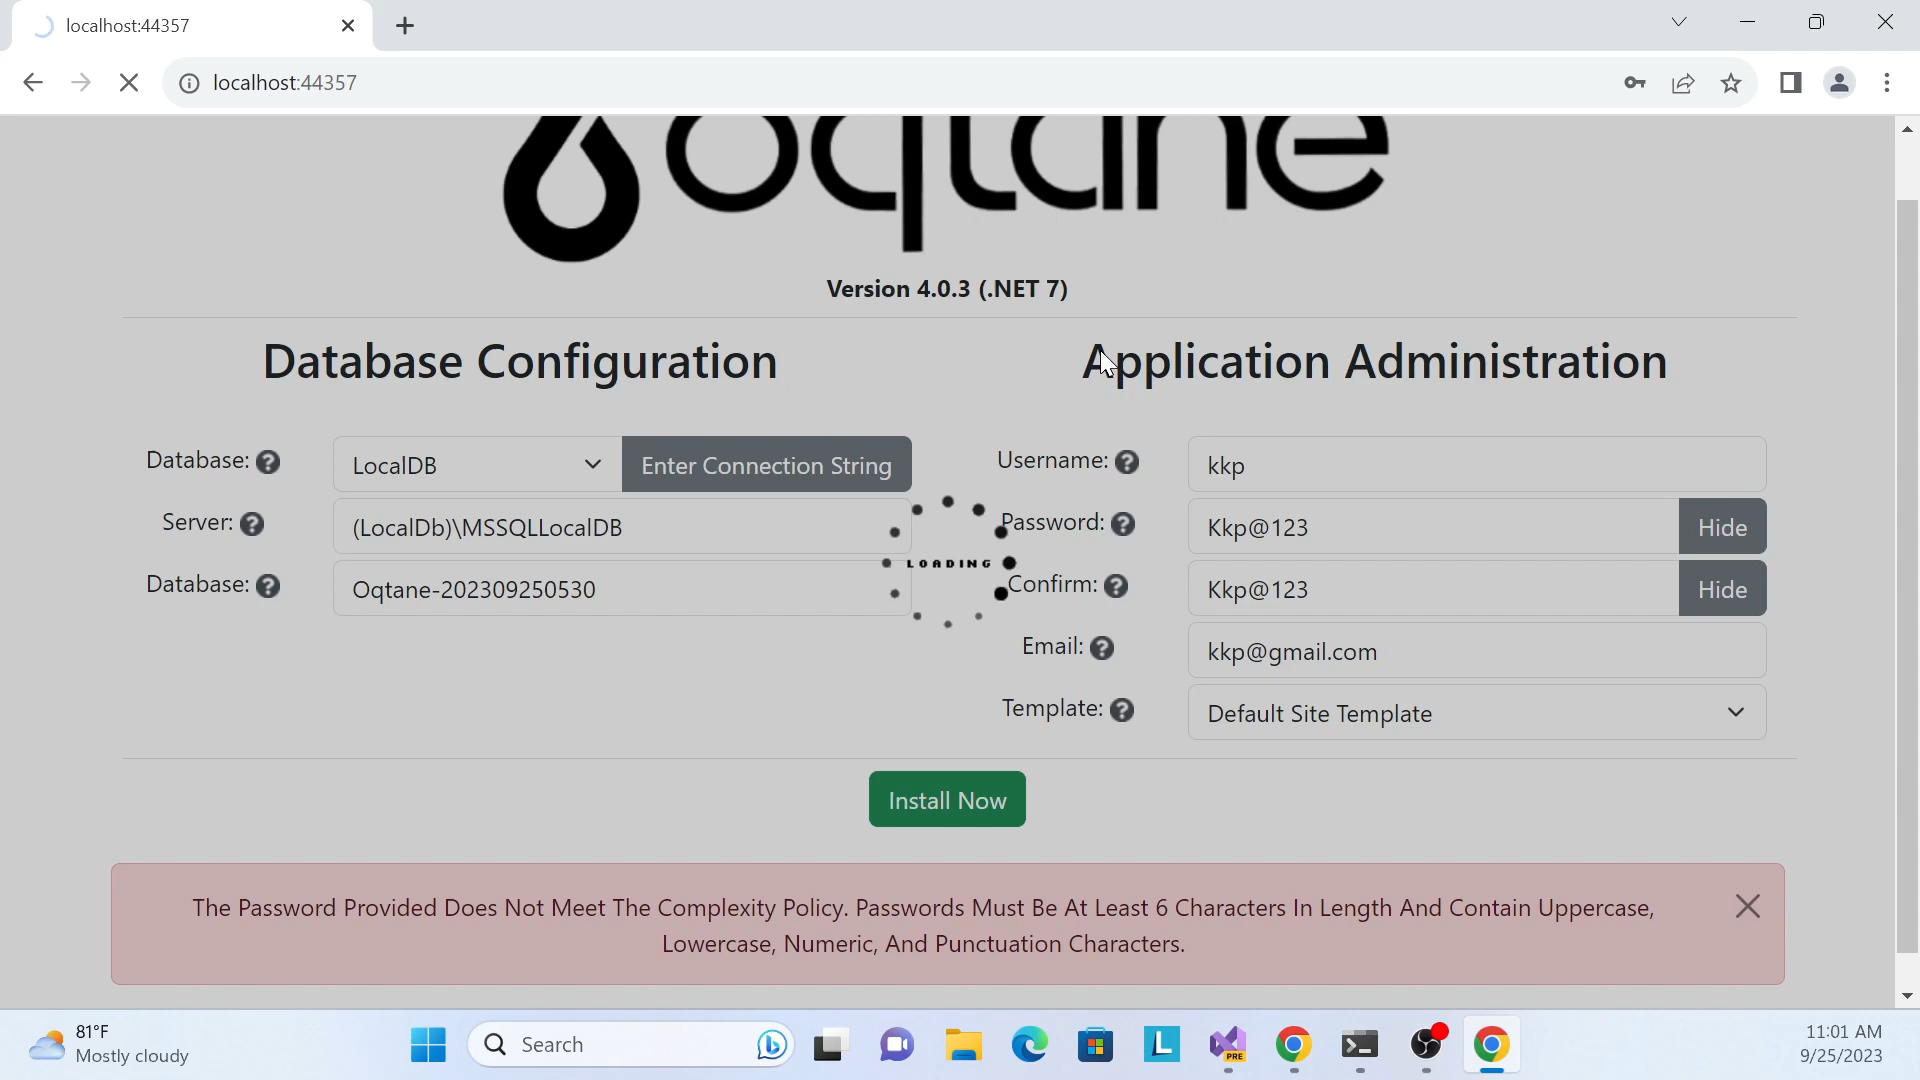 localhost:44357
localhost:44357
oqtane
Version 4.0.3 (.NET 7)
Database Configuration
Application Administration
Database:
LocalDB
Enter Connection String
Username:
kkp
Server:
(LocalDb)\MSSQLLocalDB
Password:
Kkp@123
Hide
LOADING
Database:
Oqtane-202309250530
Confirm:
Kkp@123
Hide
Email:
kkp@gmail.com
Template:
Default Site Template
Install Now
The Password Provided Does Not Meet The Complexity Policy. Passwords Must Be At Least 6 Characters In Length And Contain Uppercase,
Lowercase, Numeric, And Punctuation Characters.
81°F
Mostly cloudy
Search
L
PRE
11:01 AM
9/25/2023